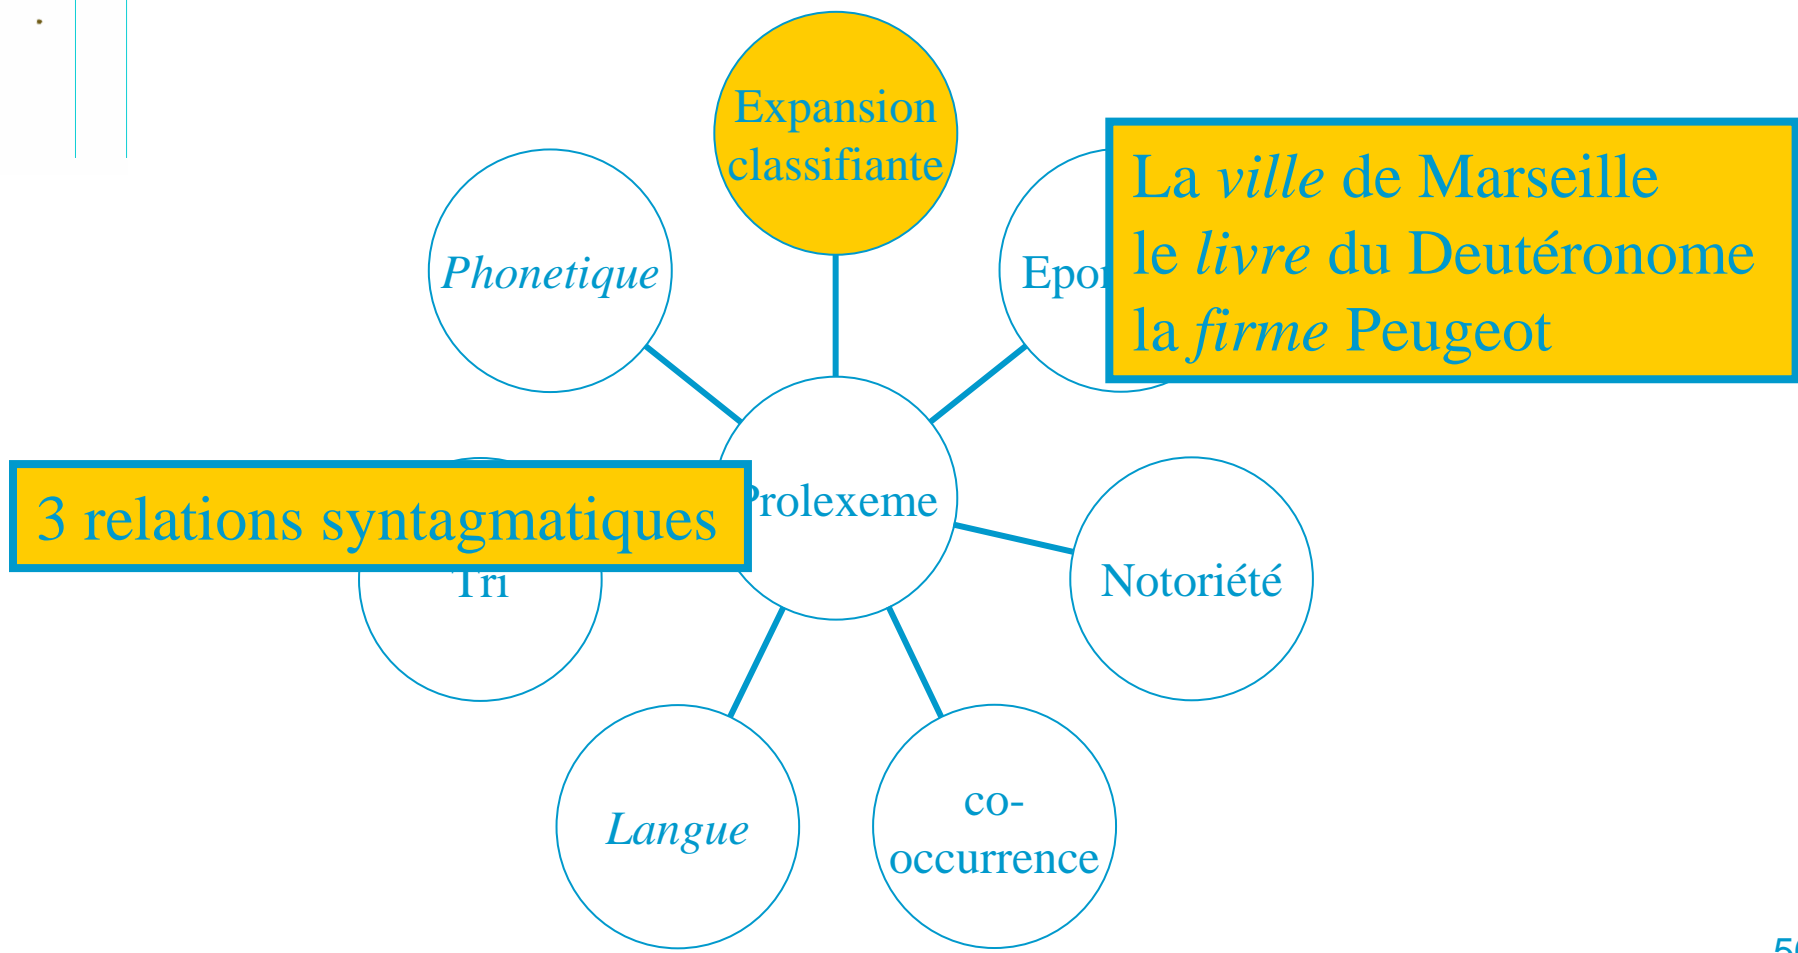 Expansion
classifiante
La ville de Marseille
le livre du Deutéronome
la firme Peugeot
Phonetique
3 relations syntagmatiques
Prolexeme
Tri
Notoriété
Langue
co-
occurrence